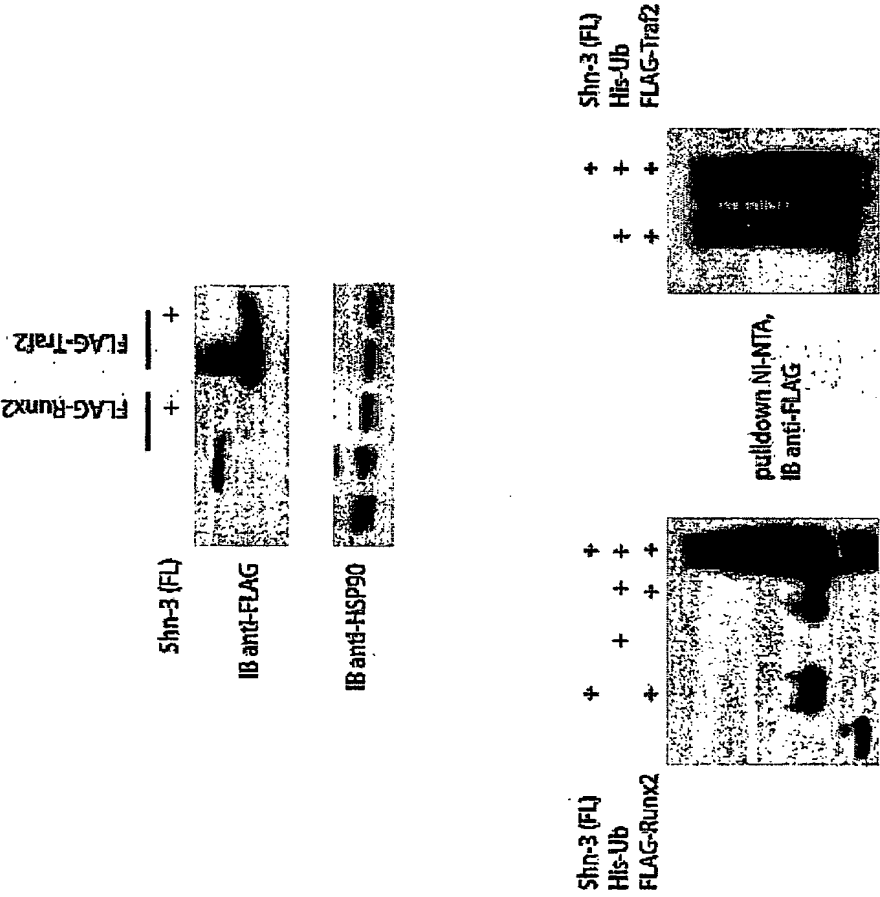 FLAG-Runx2 FLAG-Traf2
Shn-3 (FL) + +
IB anti-FLAG
IB anti-HSP90
Shn-3 (FL) + +
His-Ub + + +
FLAG-Runx2 + + +
pulldown NI-NTA,
IB anti-FLAG
+ Shn-3 (FL)
+ + His-Ub
+ + FLAG-Traf2